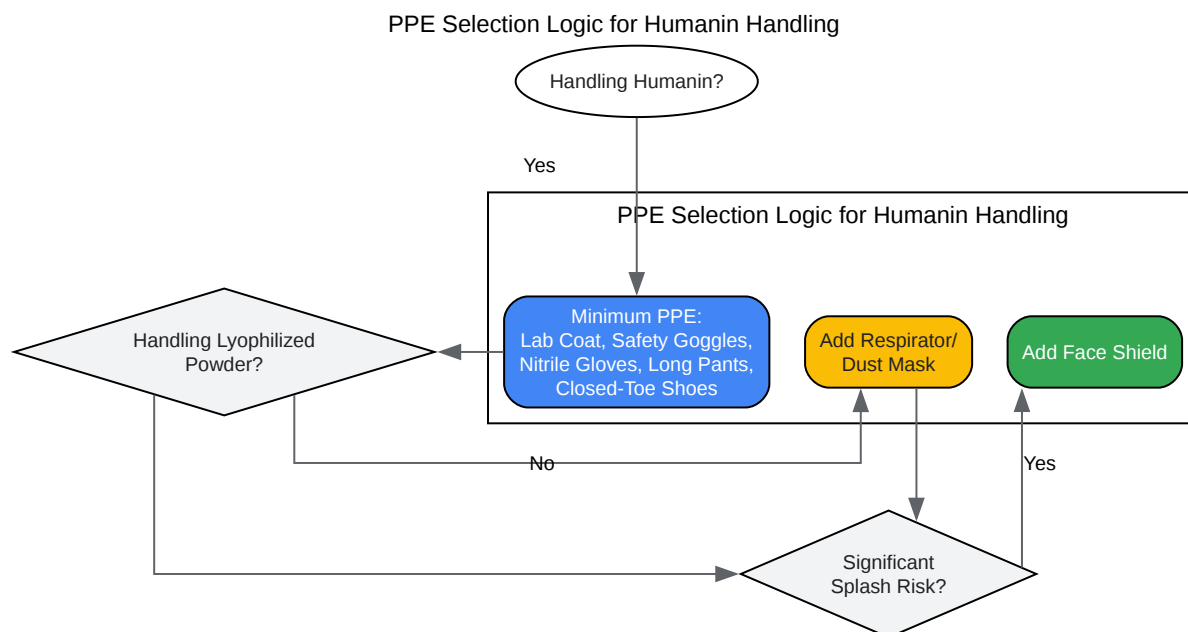 PPE Selection Logic for Humanin Handling
Handling Humanin?
Yes
PPE Selection Logic for Humanin Handling
Minimum PPE:
Lab Coat, Safety Goggles,
Nitrile Gloves, Long Pants,
Closed-Toe Shoes
Add Respirator/
Dust Mask
Add Face Shield
Handling Lyophilized
Powder?
No
Yes
Significant
Splash Risk?